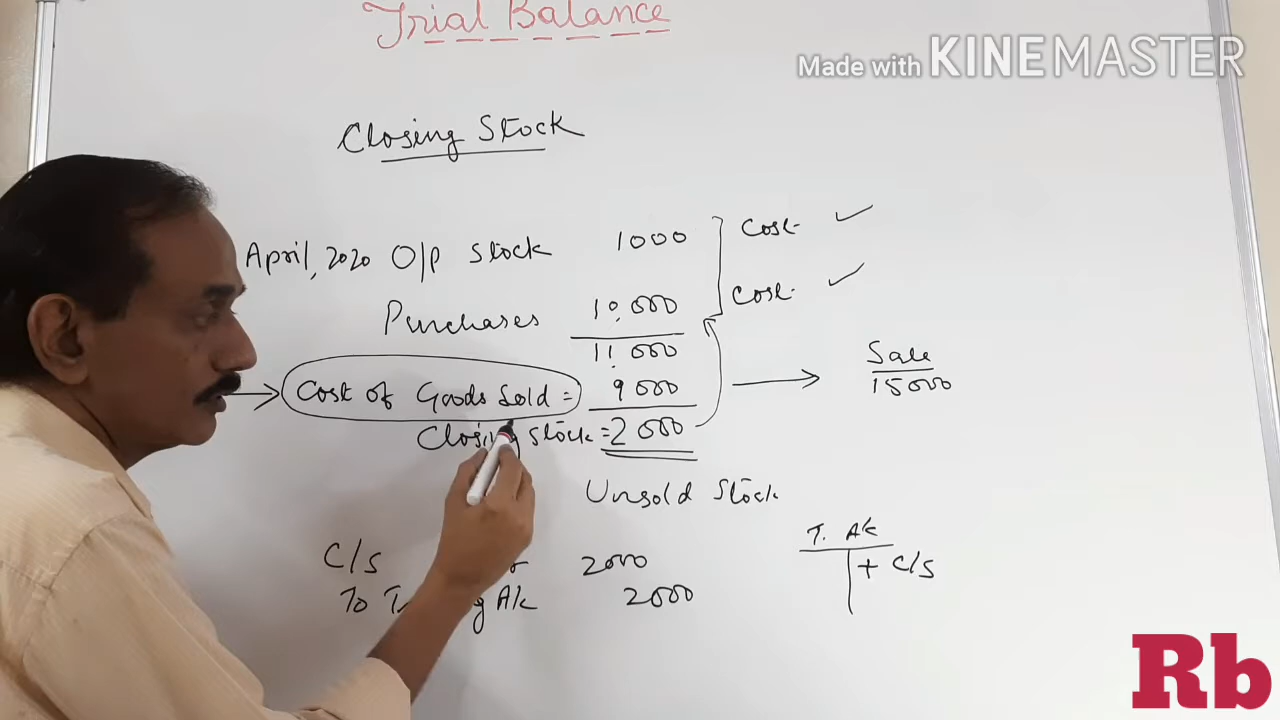 Trial Balance
Made with KINEMASTER
Closing Stock
April, 2020 O/P Stock 1000 Cost ✓
Purchases 10,000 Cost ✓
11,000
→ Cost of Goods Sold = 9000 → Sale 15000
Closing Stock = 2000
Unsold Stock
C/S 2000
To A/c 2000
T. A/c
+ C/S
Rb